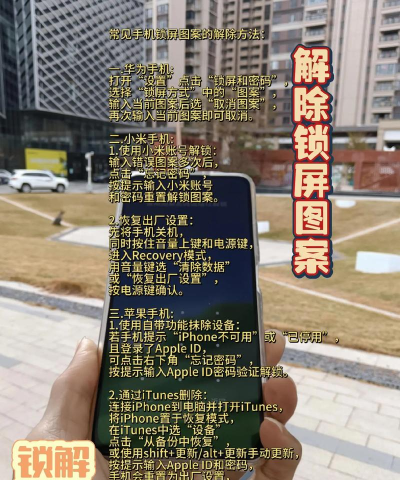 常见手机锁屏图案的解除方法：
解除锁屏图案
一.华为手机：
打开“设置”点击“锁屏和密码”，
选择“锁屏方式”中的“图案”，
输入当前图案后选“取消图案”，
再次输入当前图案即可取消。
二.小米手机：
1.使用小米账号解锁：
输入错误图案多次后，
点击“忘记密码”，
按提示输入小米账号
和密码重置解锁图案。
2.恢复出厂设置：
先将手机关机，
同时按住音量上键和电源键，
进入Recovery模式，
用音量键选“清除数据”
或“恢复出厂设置”，
按电源键确认。
三.苹果手机：
1.使用自带功能抹除设备：
若手机提示“iPhone不可用”或“已停用”，
且登录了Apple ID，
可点击右下角“忘记密码”，
按提示输入Apple ID密码验证解锁。
2.通过iTunes删除：
连接iPhone到电脑并打开iTunes，
将iPhone置于恢复模式，
在iTunes中选“设备”
点击“从备份中恢复”，
或使用shift+更新/alt+更新手动更新，
按提示输入Apple ID和密码，
手机会重置为出厂设置，
锁解